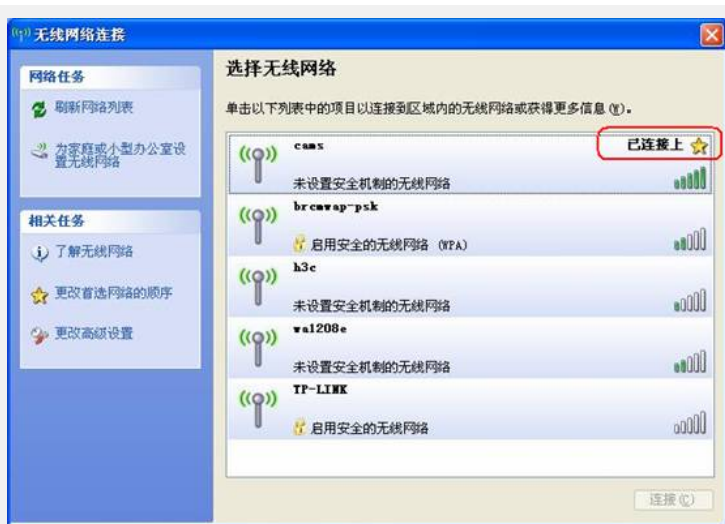 无线网络连接
网络任务
刷新网络列表
为家庭或小型办公室设
置无线网络
相关任务
了解无线网络
更改首选网络的顺序
更改高级设置
选择无线网络
单击以下列表中的项目以连接到区域内的无线网络或获得更多信息(W)。
cams
已连接上
未设置安全机制的无线网络
brcmwap-psk
启用安全的无线网络 (WPA)
h3c
未设置安全机制的无线网络
wa1208e
未设置安全机制的无线网络
TP-LINK
启用安全的无线网络
连接(C)